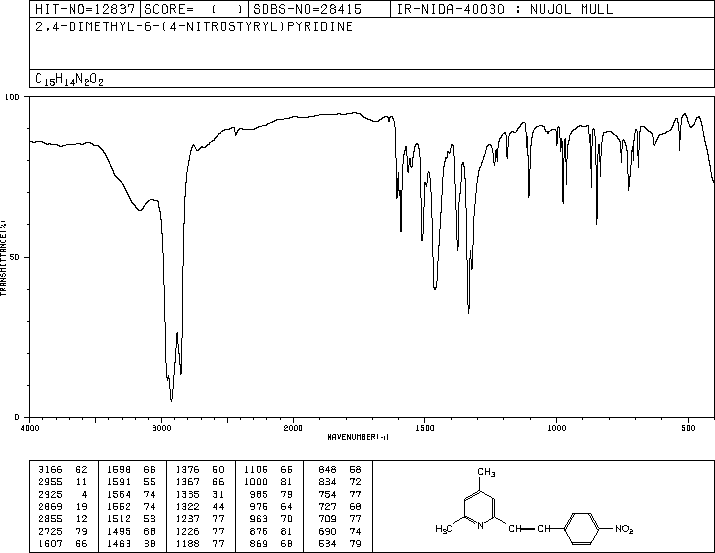 HIT-NO=12837 SCORE= ( ) SDBS-NO=28415 IR-NIDA-40030 : NUJOL MULL
2,4-DIMETHYL-6-(4-NITROSTYRYL)PYRIDINE
C15H14N2O2
100
50
0
TRANSMITTANCE(%)
4000 3000 2000 1500 1000 500
WAVENUMBER(-1)
3166 62 1598 66 1376 50 1106 66 848 58
2955 11 1591 55 1367 66 1000 81 834 72
2925 4 1564 74 1335 31 985 79 754 77
2869 19 1552 74 1322 44 976 64 727 68
2855 12 1512 53 1237 77 963 70 709 77
2725 79 1495 68 1226 77 876 81 690 74
1607 66 1463 38 1188 77 869 68 534 79
CH3
H3C N CH CH NO2